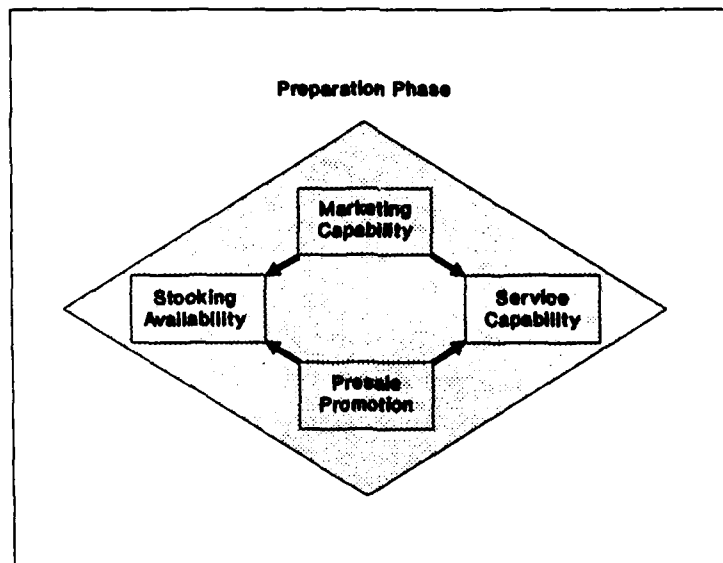 Preparation Phase
Marketing
Capability
Stocking
Availability
Service
Capability
Presale
Promotion